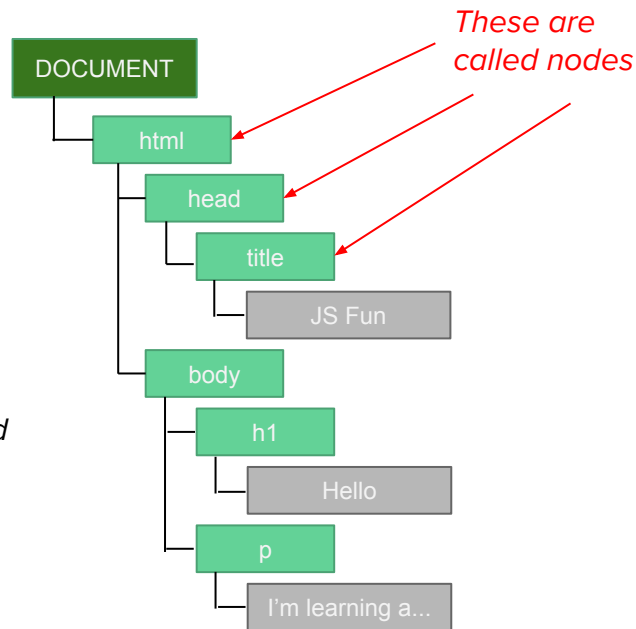 These are
called nodes
DOCUMENT
html
head
title
JS Fun
body
h1
Hello
p
I'm learning a...